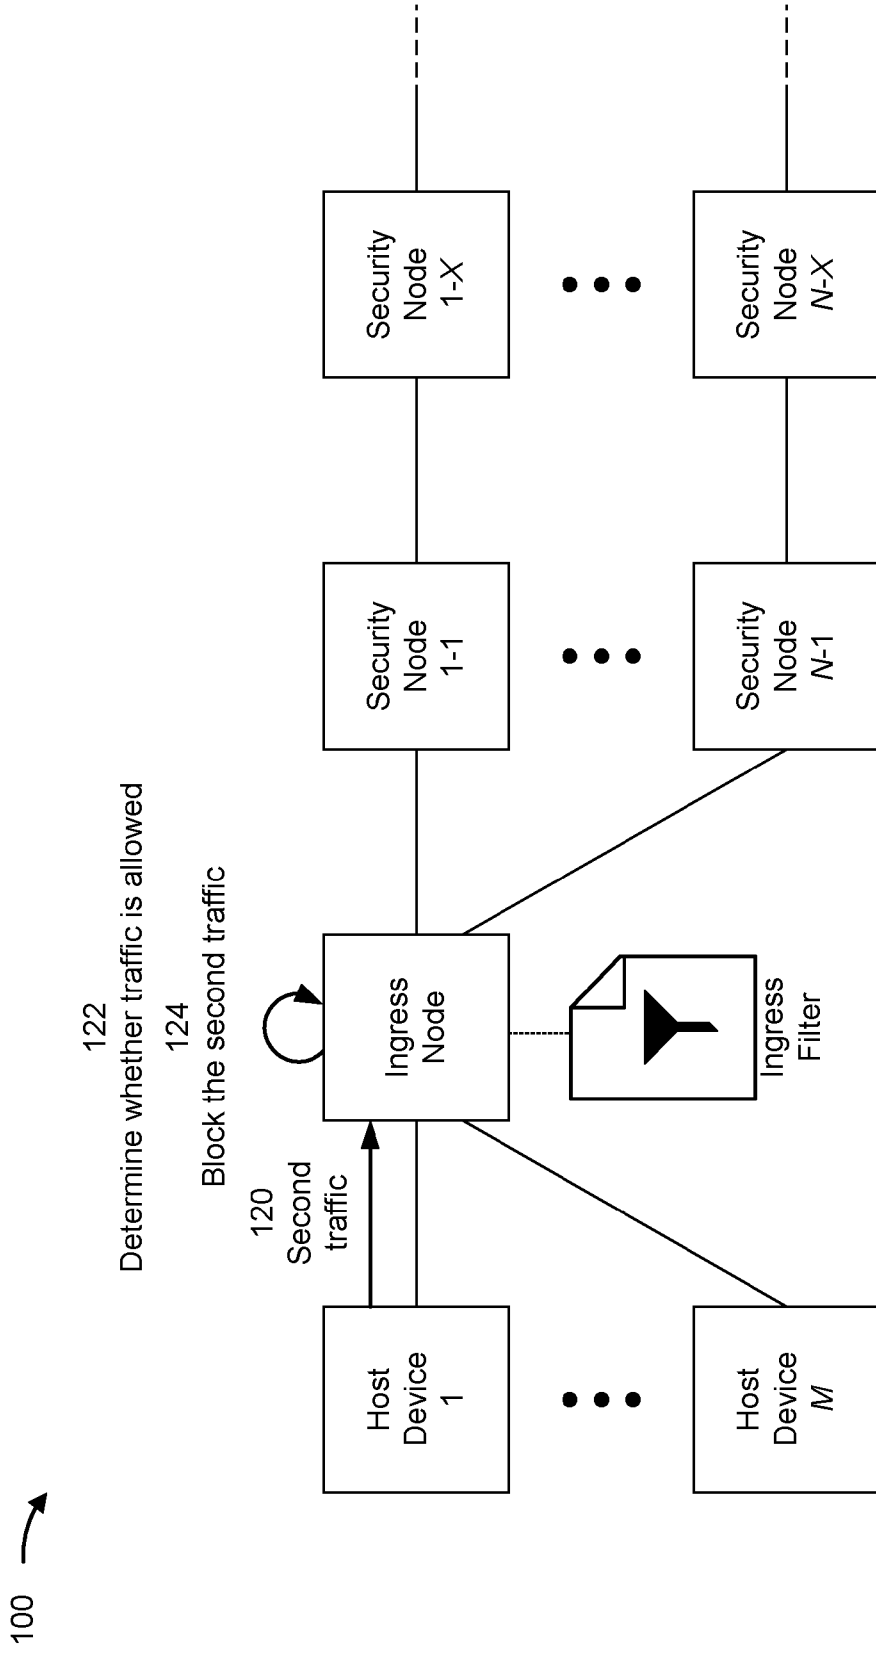 100
122
Determine whether traffic is allowed
124
Block the second traffic
120
Second
traffic
Host
Device
1
Ingress
Node
Security
Node
1-1
Security
Node
1-X
Ingress
Filter
Host
Device
M
Security
Node
N-1
Security
Node
N-X